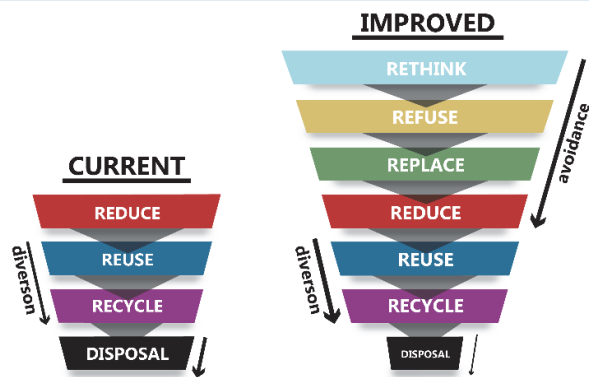 CURRENT
REDUCE
diverson
REUSE
RECYCLE
DISPOSAL
IMPROVED
RETHINK
REFUSE
REPLACE
avoidance
REDUCE
diverson
REUSE
RECYCLE
DISPOSAL